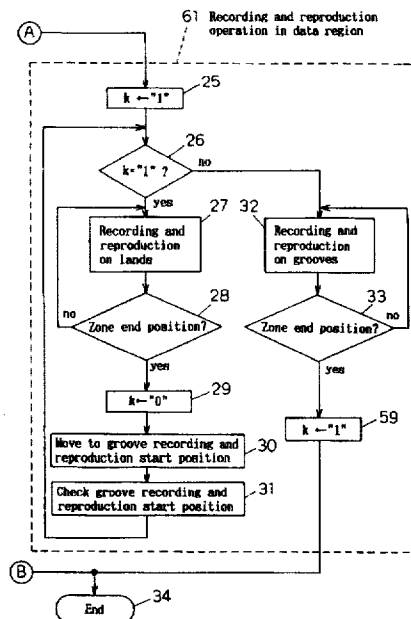 A
61 Recording and reproduction
operation in data region
k ← "1" 25
26
k="1" ?
no
yes
27
Recording and
reproduction
on lands
32
Recording and
reproduction
on grooves
28
Zone end position?
no
yes
33
Zone end position?
no
yes
k←"0" 29
k ← "1" 59
Move to groove recording and
reproduction start position
30
Check groove recording and
reproduction start position
31
B
End 34